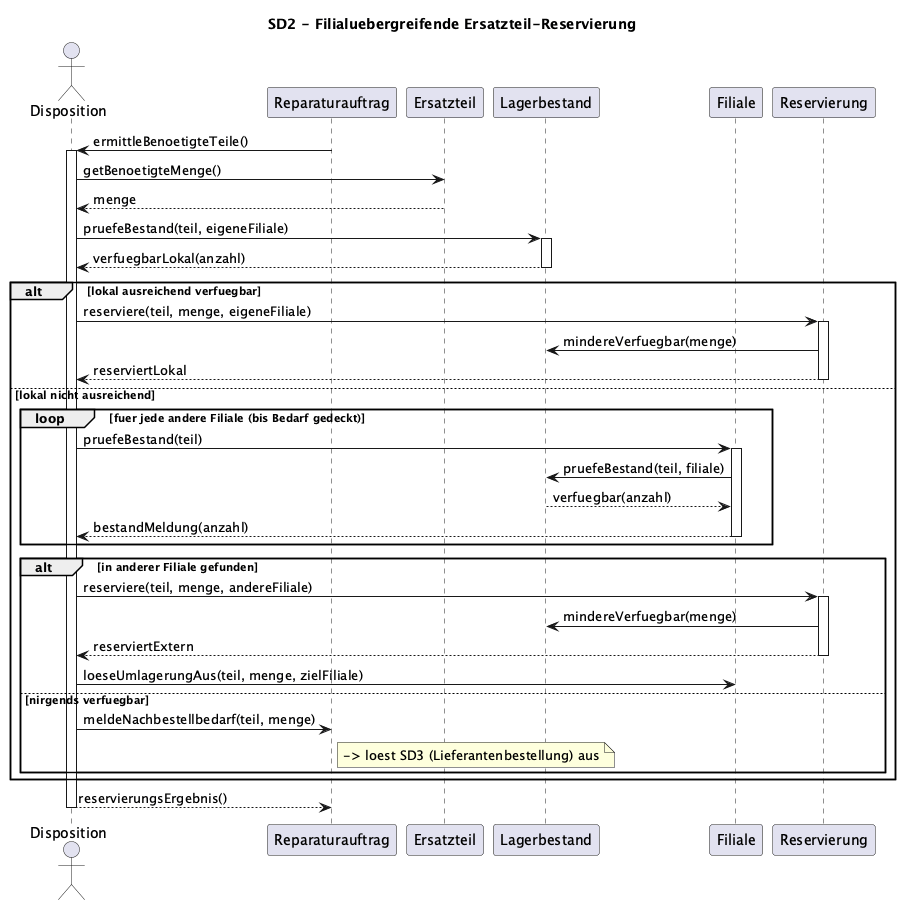 SD2 - Filialuebergreifende Ersatzteil-Reservierung
Disposition
Reparaturauftrag
Ersatzteil
Lagerbestand
Filiale
Reservierung
ermittleBenoetigteTeile()
getBenoetigteMenge()
menge
pruefeBestand(teil, eigeneFiliale)
verfuegbarLokal(anzahl)
alt [lokal ausreichend verfuegbar]
reserviere(teil, menge, eigeneFiliale)
mindereVerfuegbar(menge)
reserviertLokal
[lokal nicht ausreichend]
loop [fuer jede andere Filiale (bis Bedarf gedeckt)]
pruefeBestand(teil)
pruefeBestand(teil, filiale)
verfuegbar(anzahl)
bestandMeldung(anzahl)
alt [in anderer Filiale gefunden]
reserviere(teil, menge, andereFiliale)
mindereVerfuegbar(menge)
reserviertExtern
loeseUmlagerungAus(teil, menge, zielFiliale)
[nirgends verfuegbar]
meldeNachbestellbedarf(teil, menge)
-> loest SD3 (Lieferantenbestellung) aus
reservierungsErgebnis()
Disposition
Reparaturauftrag
Ersatzteil
Lagerbestand
Filiale
Reservierung